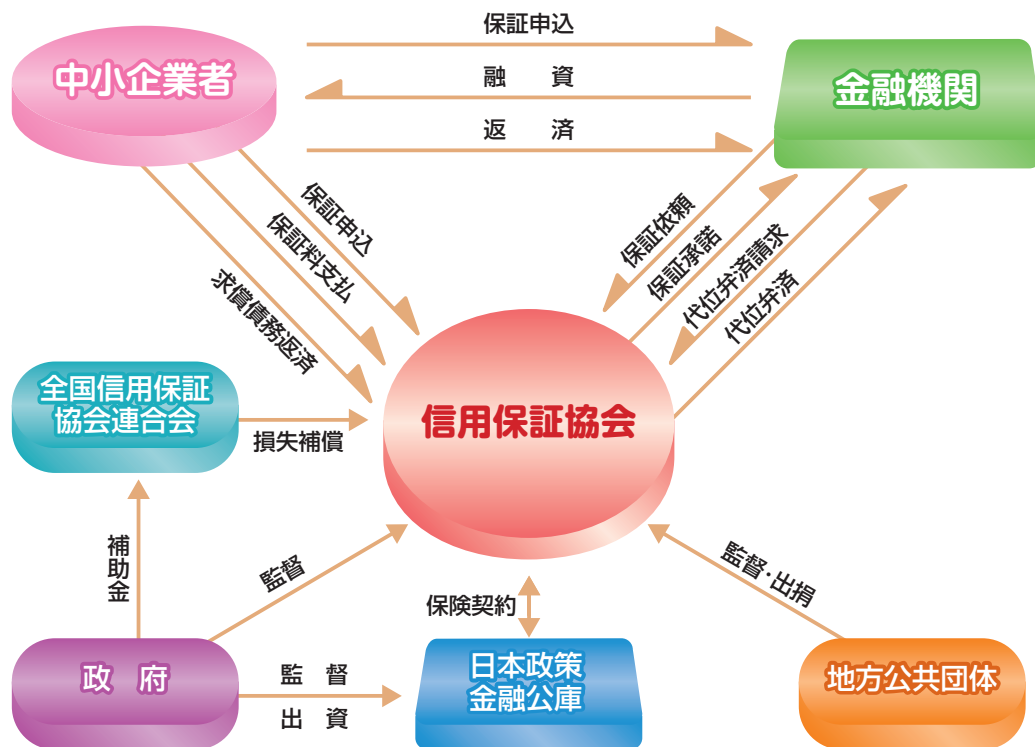 保証申込
中小企業者
融 資
金融機関
返 済
保証申込
保証料支払
求償債務返済
保証依頼
保証承諾
代位弁済請求
代位弁済
全国信用保証
協会連合会
損失補償
信用保証協会
補助金
監督
保険契約
監督・出捐
政 府
監 督
出 資
日本政策
金融公庫
地方公共団体